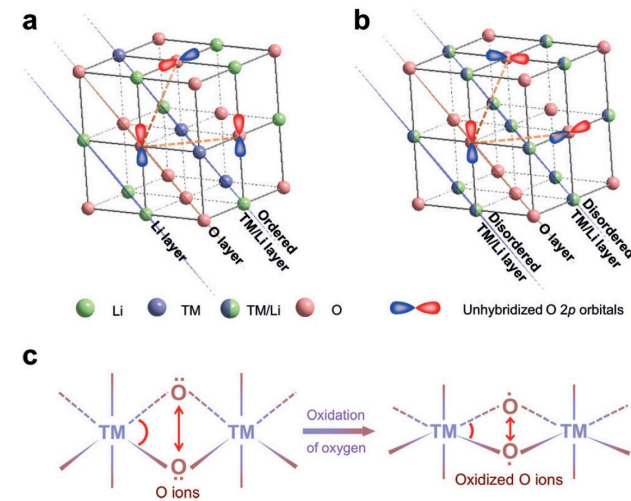 a
b
Li layer
O layer
Ordered
TM/Li layer
Disordered
TM/Li layer
O layer
Disordered
TM/Li layer
Li
TM
TM/Li
O
Unhybridized O 2p orbitals
c
O
TM
TM
O
O ions
Oxidation
of oxygen
O
TM
TM
O
Oxidized O ions